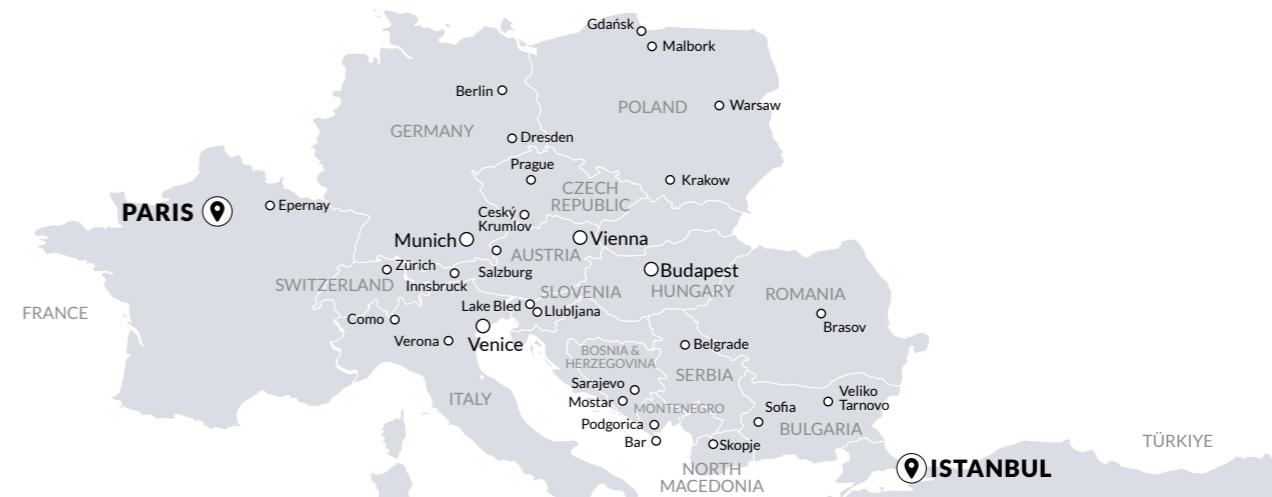 Gdańsk
Malbork
Berlin
Warsaw
POLAND
GERMANY
Dresden
Prague
Krakow
CZECH
REPUBLIC
PARIS
Epernay
Ceský
Krumlov
Munich
Vienna
AUSTRIA
Zürich
Salzburg
Budapest
SWITZERLAND
Innsbruck
SLOVENIA
HUNGARY
ROMANIA
Lake Bled
Llubljana
FRANCE
Como
Brasov
Verona
Venice
Belgrade
BOSNIA &
HERZEGOVINA
SERBIA
Sarajevo
Veliko
Tarnovo
ITALY
Mostar
MONTENEGRO
Sofia
Podgorica
BULGARIA
Bar
Skopje
TÜRKIYE
NORTH
MACEDONIA
ISTANBUL